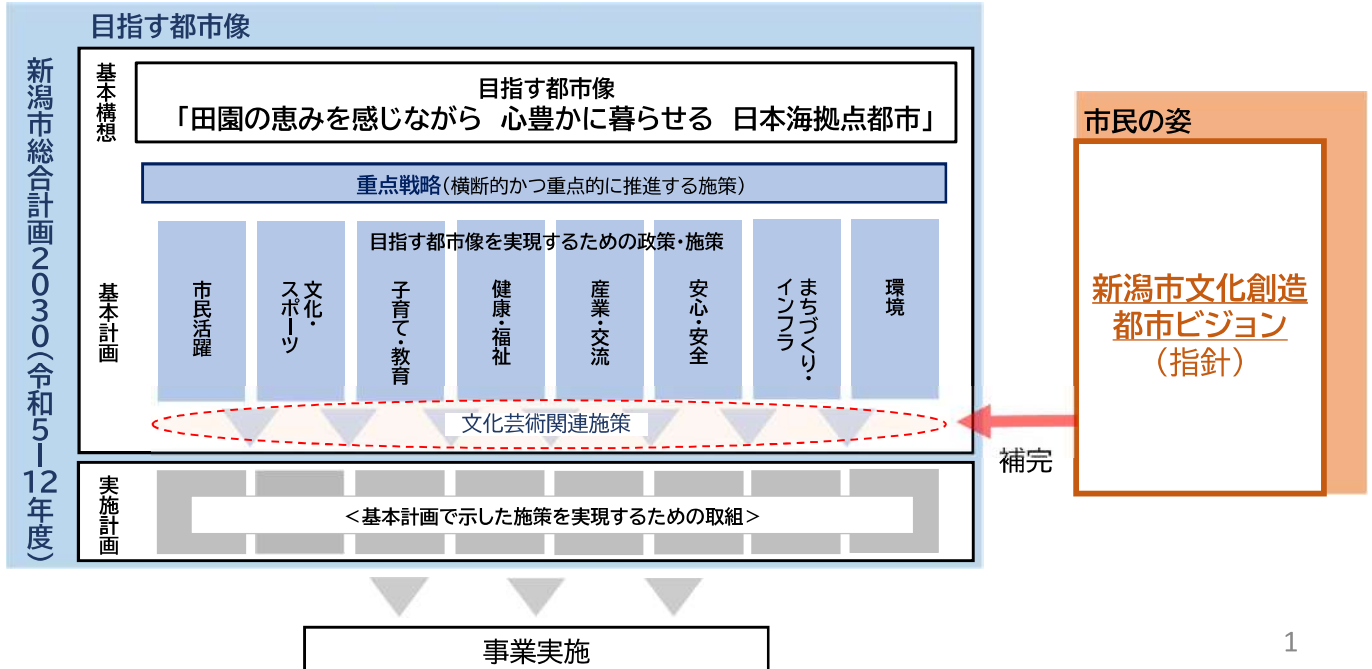 目指す都市像
新潟市総合計画2030(令和5ー12年度)
基本構想
目指す都市像
「田園の恵みを感じながら 心豊かに暮らせる 日本海拠点都市」
重点戦略(横断的かつ重点的に推進する施策)
基本計画
目指す都市像を実現するための政策・施策
市民活躍
文化・
スポーツ
子育て・教育
健康・福祉
産業・交流
安心・安全
まちづくり・
インフラ
環境
文化芸術関連施策
実施計画
<基本計画で示した施策を実現するための取組>
事業実施
補完
市民の姿
新潟市文化創造
都市ビジョン
(指針)
1